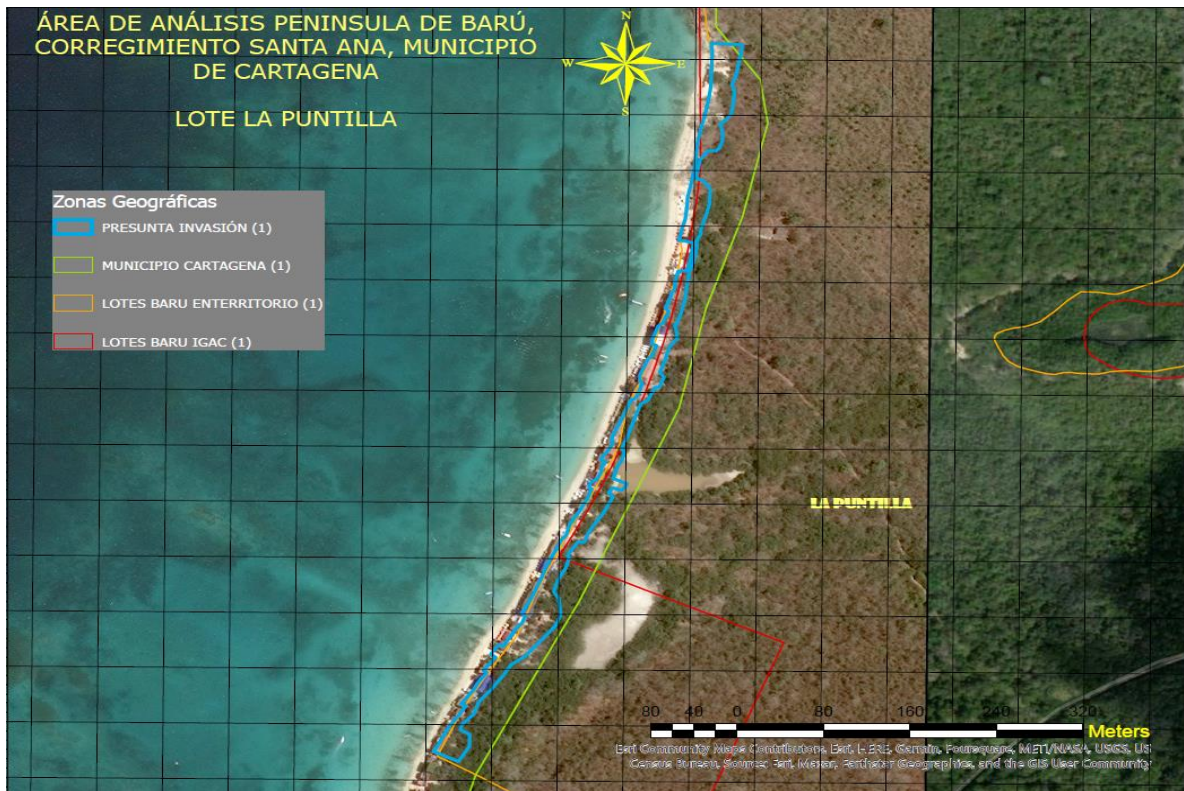 ÁREA DE ANÁLISIS PENINSULA DE BARÚ,
CORREGIMIENTO SANTA ANA, MUNICIPIO
DE CARTAGENA
LOTE LA PUNTILLA
N
W
E
S
Zonas Geográficas
PRESUNTA INVASIÓN (1)
MUNICIPIO CARTAGENA (1)
LOTES BARU ENTERRITORIO (1)
LOTES BARU IGAC (1)
LA PUNTILLA
80 40 0 80 160 240 320
Meters
Esri Community Maps Contributors, Esri, HERE, Garmin, Foursquare, METI/NASA, USGS, US
Census Bureau, Source: Esri, Maxar, Earthstar Geographics, and the GIS User Community